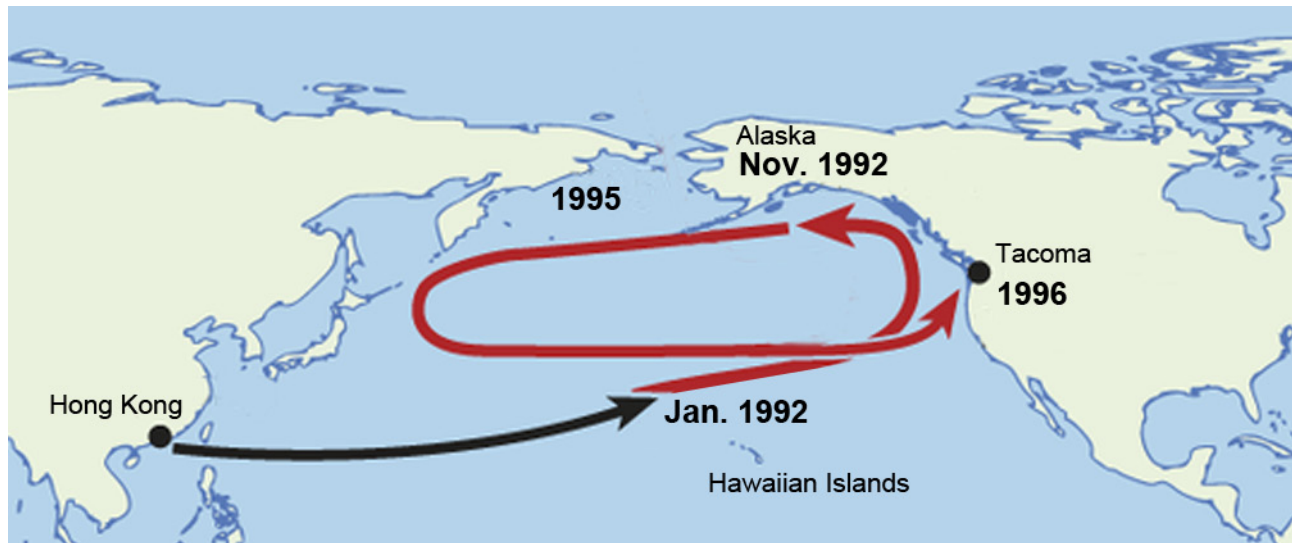 Alaska
Nov. 1992
1995
Tacoma
1996
Hong Kong
Jan. 1992
Hawaiian Islands